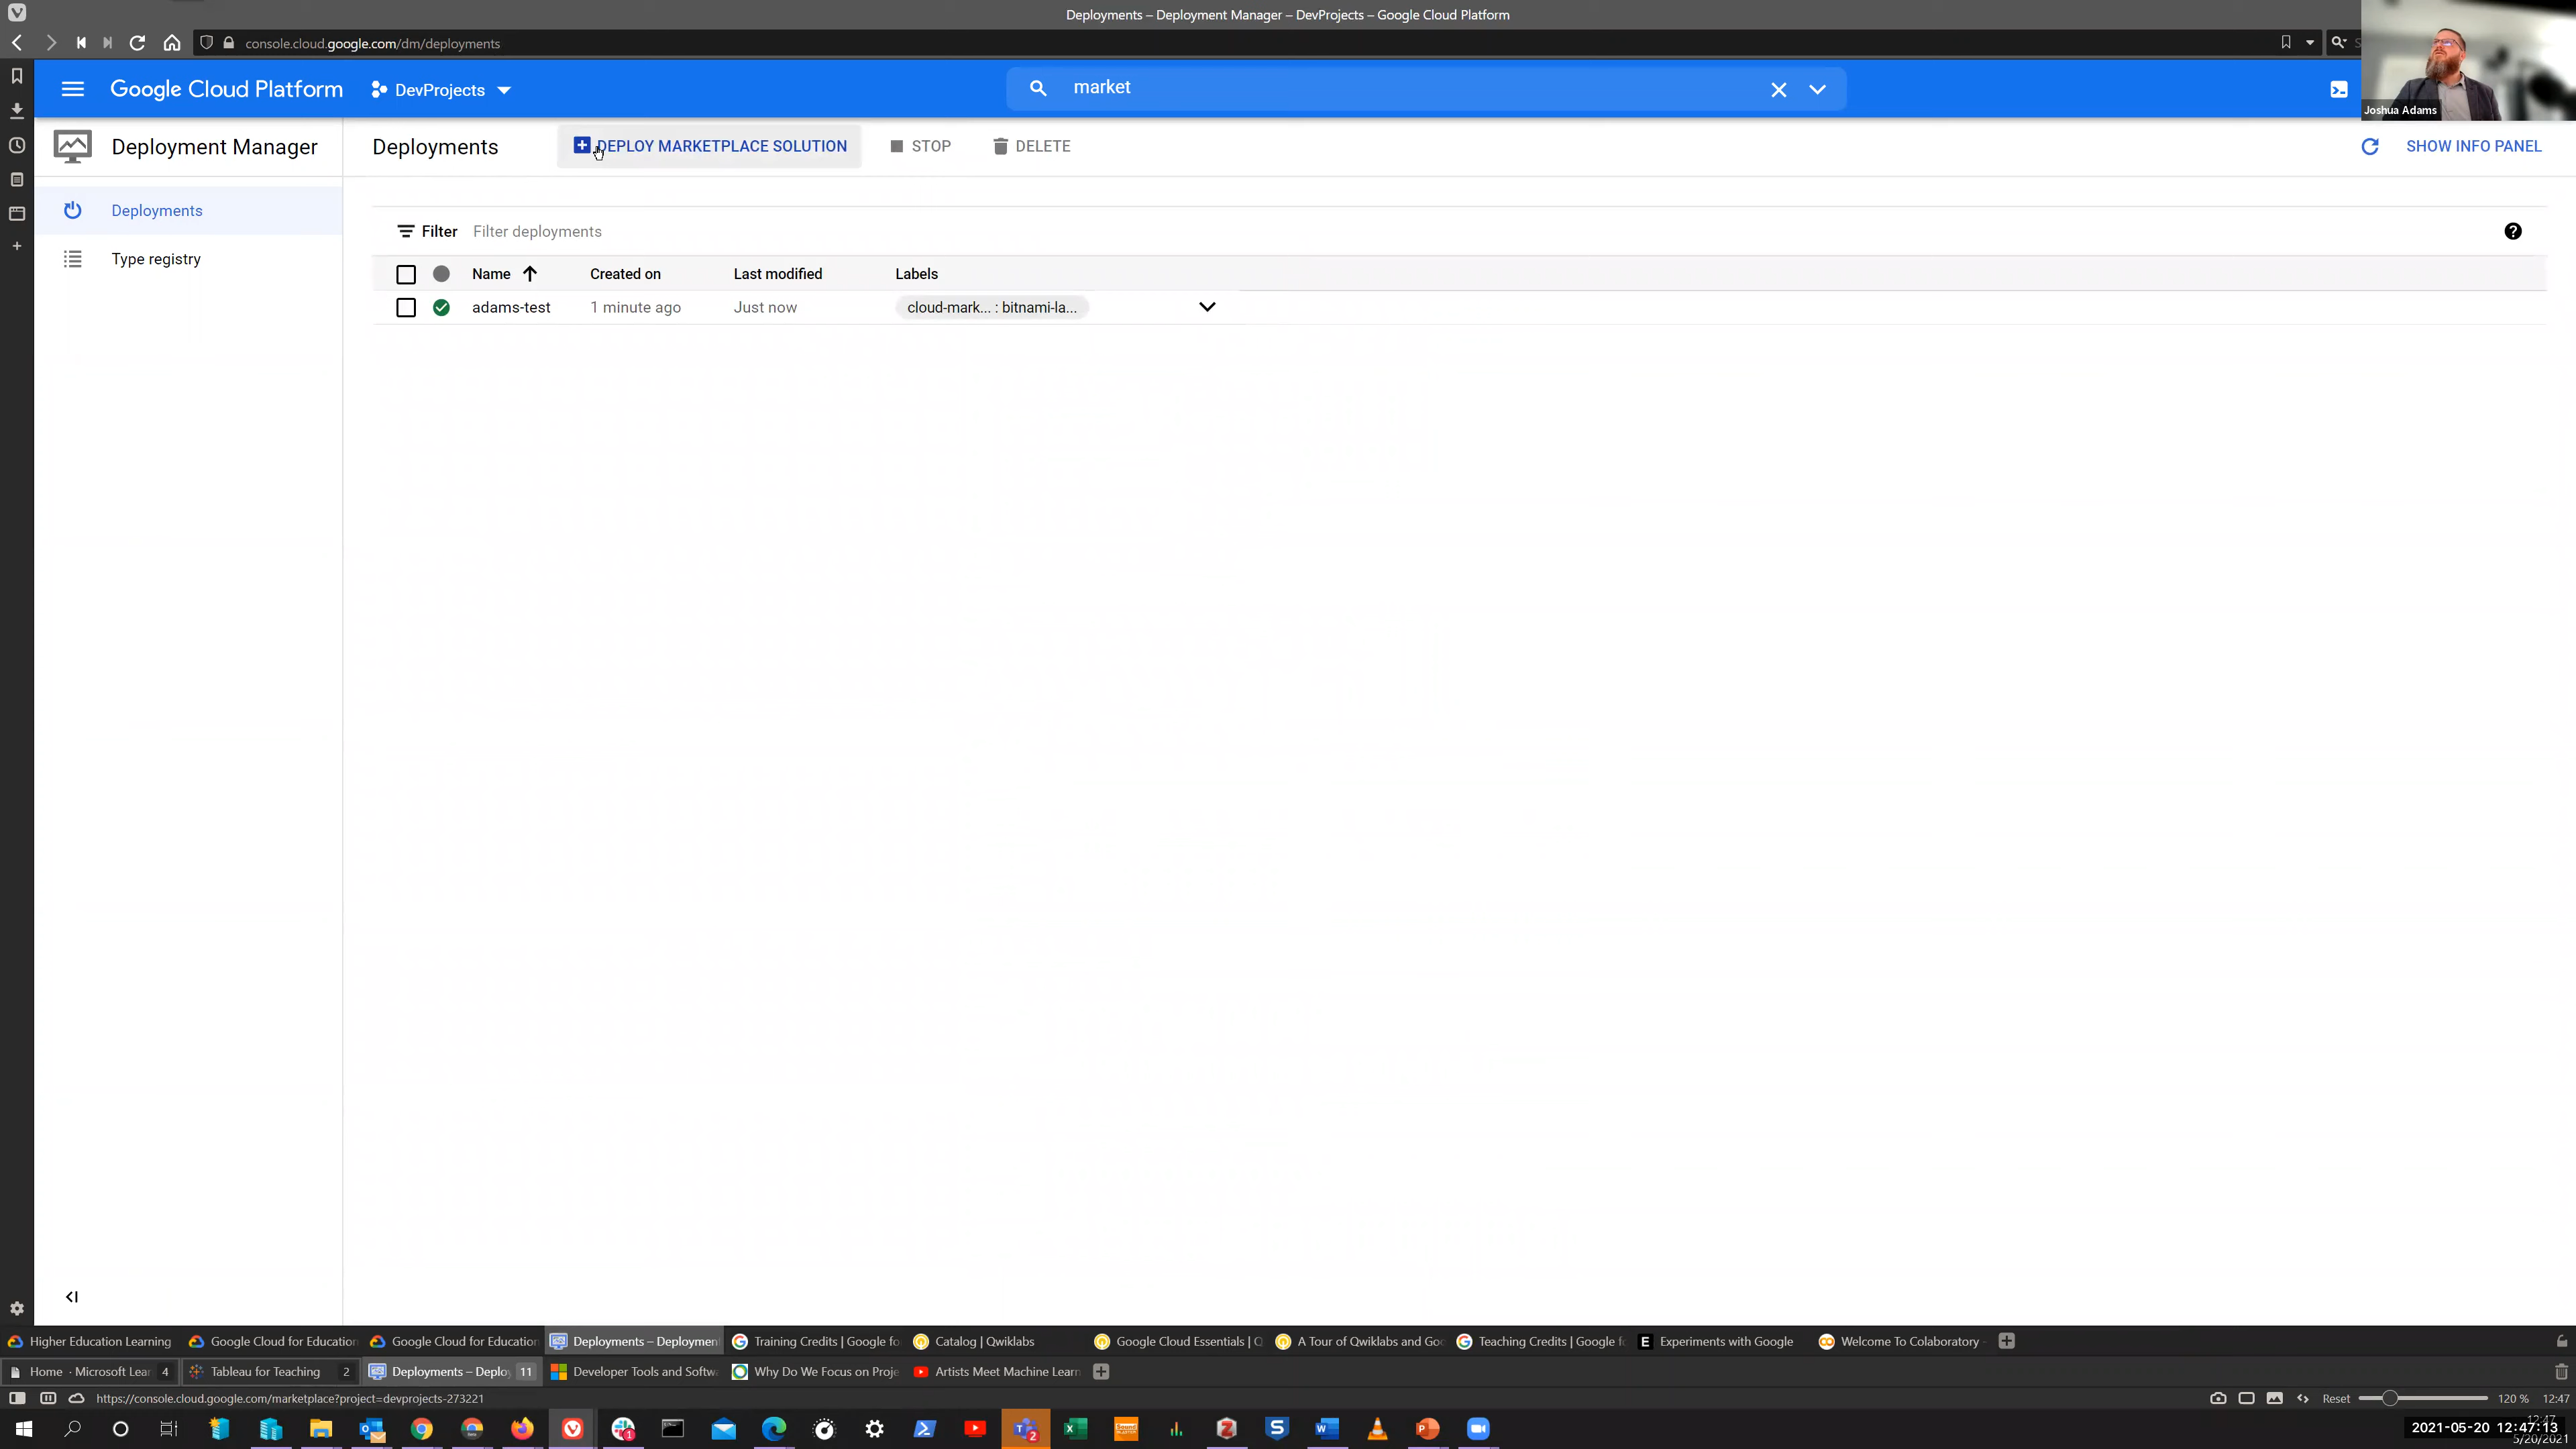 Deployments – Deployment Manager – DevProjects – Google Cloud Platform
console.cloud.google.com/dm/deployments
Google Cloud Platform
DevProjects
market
Joshua Adams
Deployment Manager
Deployments
DEPLOY MARKETPLACE SOLUTION
STOP
DELETE
SHOW INFO PANEL
Deployments
Type registry
Filter Filter deployments
Name Created on Last modified Labels
adams-test 1 minute ago Just now cloud-mark... : bitnami-la...
Higher Education Learning
Google Cloud for Education
Google Cloud for Education
Deployments – Deploymen
Training Credits | Google fo
Catalog | Qwiklabs
Google Cloud Essentials | Q
A Tour of Qwiklabs and Goo
Teaching Credits | Google fo
Experiments with Google
Welcome To Colaboratory
Home · Microsoft Lear 4
Tableau for Teaching 2
Deployments – Deplo 11
Developer Tools and Softw
Why Do We Focus on Proje
Artists Meet Machine Learn
https://console.cloud.google.com/marketplace?project=devprojects-273221
Reset 120 % 12:47
2021-05-20 12:47:13
5/20/2021